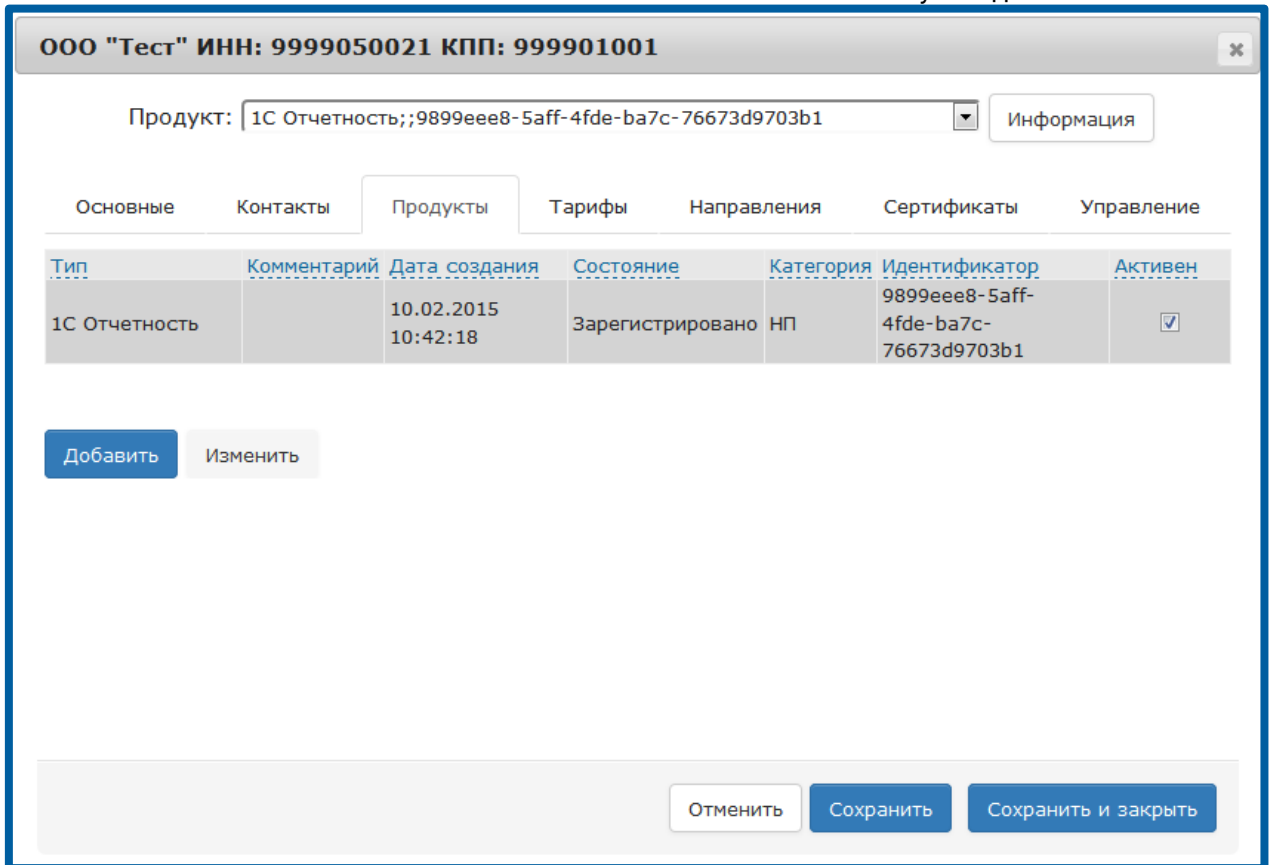 ООО "Тест" ИНН: 9999050021 КПП: 999901001
Продукт: 1С Отчетность;;9899eee8-5aff-4fde-ba7c-76673d9703b1 Информация
Основные Контакты Продукты Тарифы Направления Сертификаты Управление
Тип Комментарий Дата создания Состояние Категория Идентификатор Активен
1С Отчетность 10.02.2015 10:42:18 Зарегистрировано НП 9899eee8-5aff-4fde-ba7c-76673d9703b1
Добавить Изменить
Отменить Сохранить Сохранить и закрыть